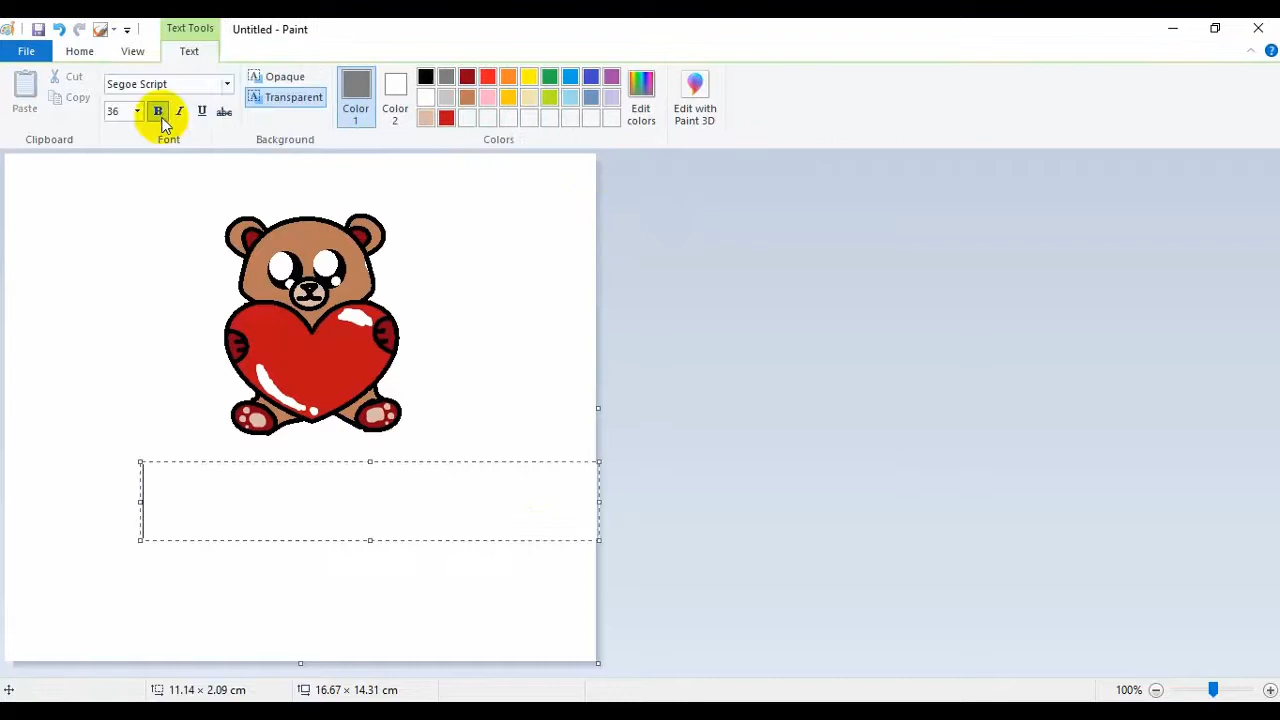 Text Tools
Untitled - Paint
File
Home
View
Text
Paste
Cut
Copy
Clipboard
Segoe Script
36
B I U abc
Font
Opaque
Transparent
Background
Color 1
Color 2
Colors
Edit colors
Edit with Paint 3D
11.14 × 2.09 cm
16.67 × 14.31 cm
100%